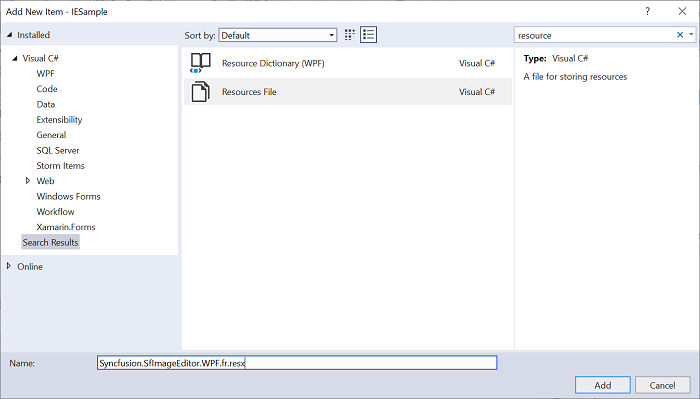 Add New Item - IESample
?
Installed
Sort by: Default
resource
Visual C#
WPF
Code
Data
Extensibility
General
SQL Server
Storm Items
Web
Windows Forms
Workflow
Xamarin.Forms
Search Results
Online
Resource Dictionary (WPF) Visual C#
Resources File Visual C#
Type: Visual C#
A file for storing resources
Name: Syncfusion.SfImageEditor.WPF.fr.resx
Add Cancel